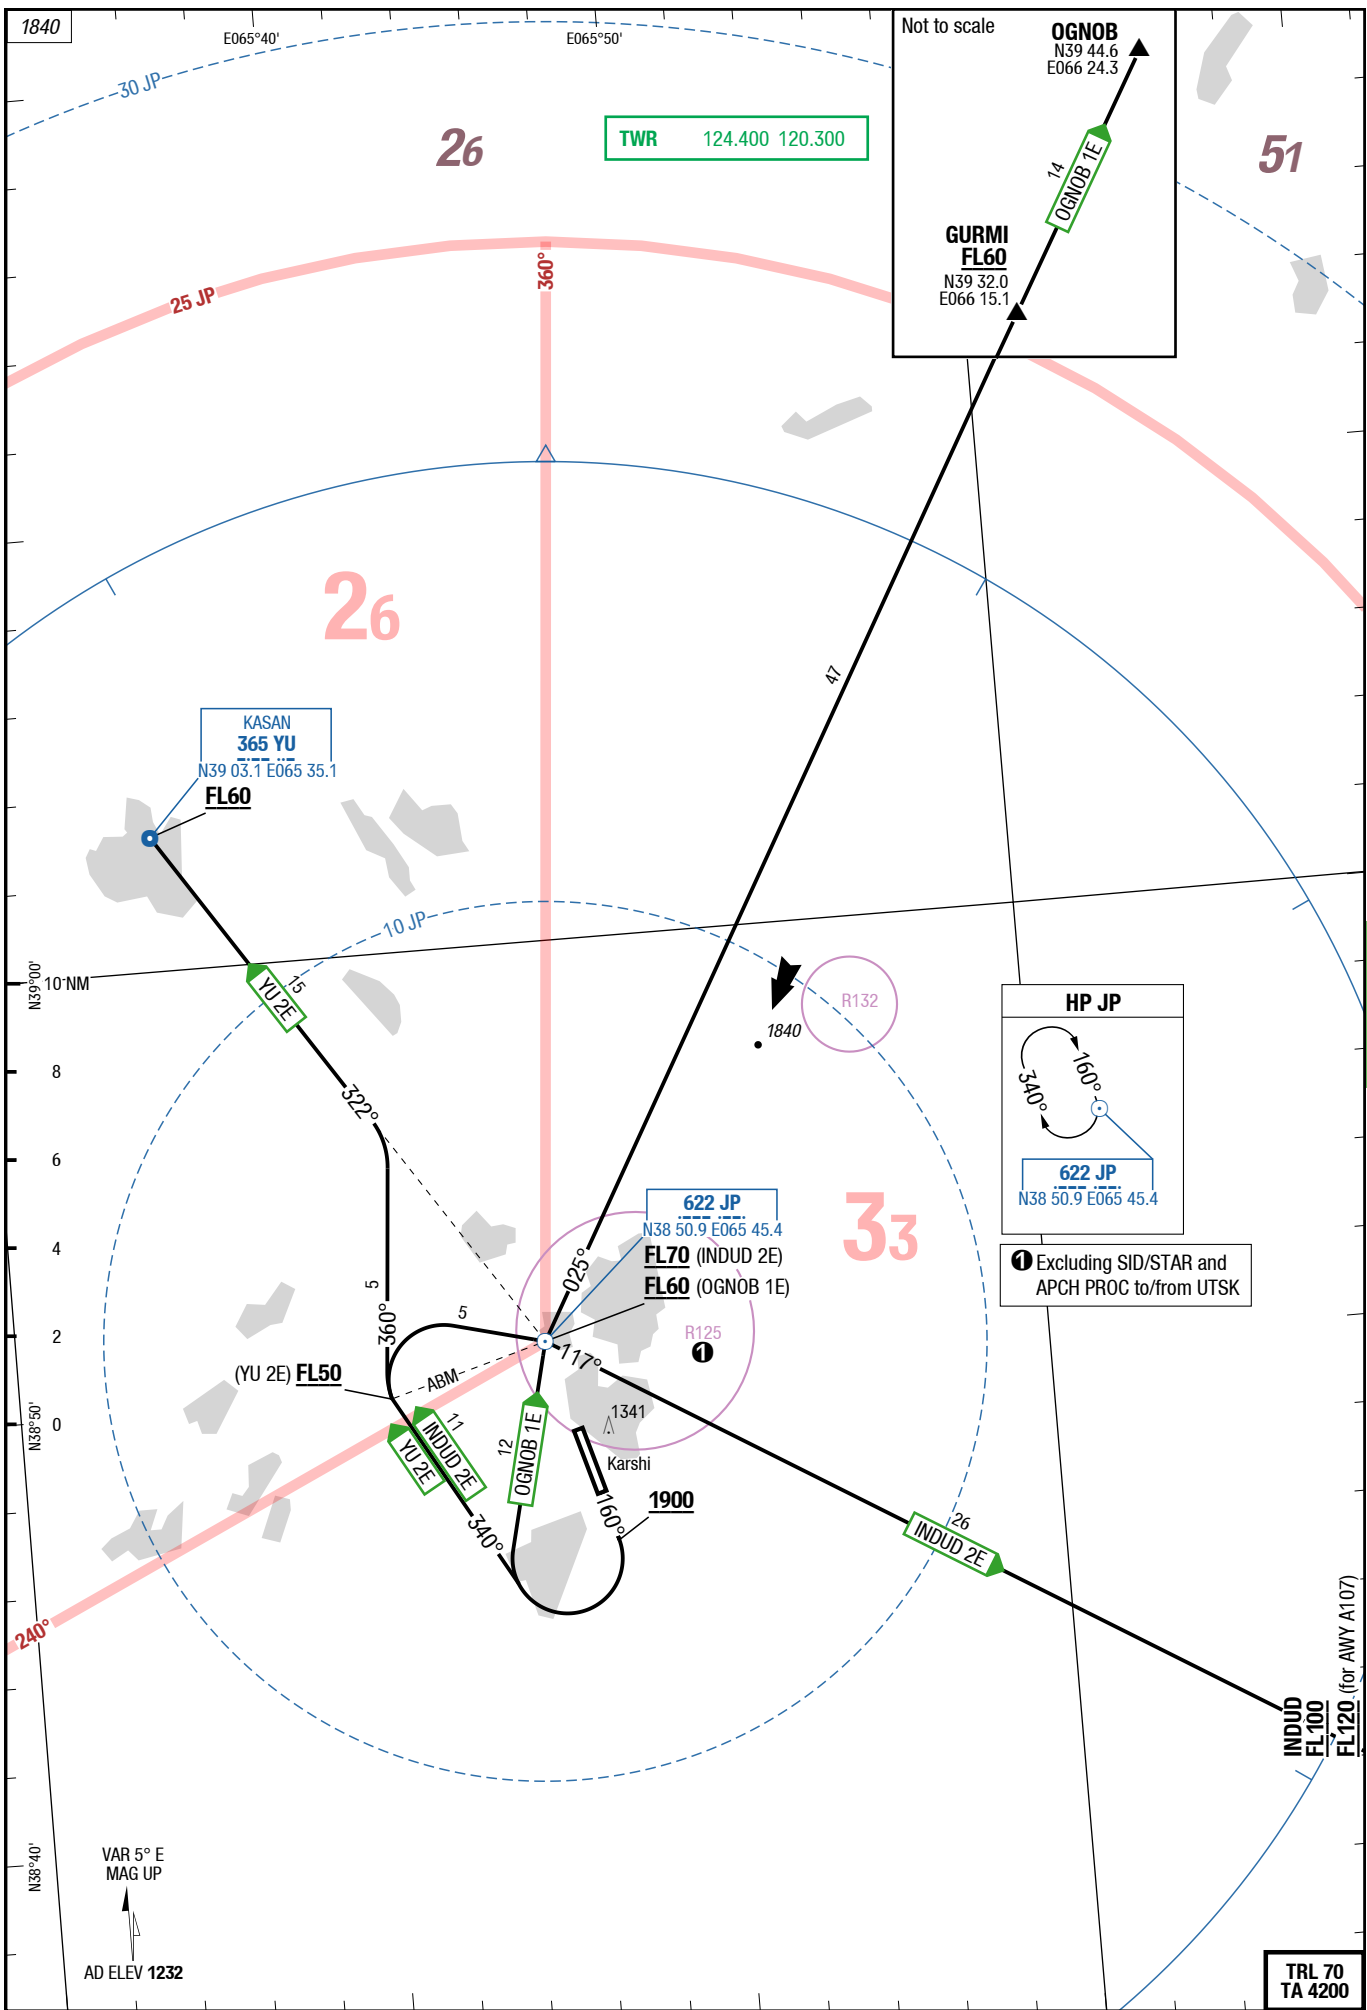 1840
E065°40'
E065°50'
30 JP
26
TWR 124.400 120.300
Not to scale
OGNOB
N39 44.6
E066 24.3
14
OGNOB 1E
GURMI
FL60
N39 32.0
E066 15.1
51
25 JP
360°
26
47
KASAN
365 YU
N39 03.1 E065 35.1
FL60
10 JP
N39°00'
10 NM
15
YU 2E
R132
1840
HP JP
160°
340°
622 JP
N38 50.9 E065 45.4
8
322°
6
33
622 JP
N38 50.9 E065 45.4
FL70 (INDUD 2E)
FL60 (OGNOB 1E)
025°
4
1 Excluding SID/STAR and
APCH PROC to/from UTSK
5
360°
5
2
R125
1
117°
(YU 2E) FL50
ABM
N38°50'
0
11
INDUD 2E
YU 2E
12
OGNOB 1E
1341
Karshi
160°
1900
340°
26
INDUD 2E
240°
INDUD
FL100
FL120 (for AWY A107)
N38°40'
VAR 5° E
MAG UP
AD ELEV 1232
TRL 70
TA 4200